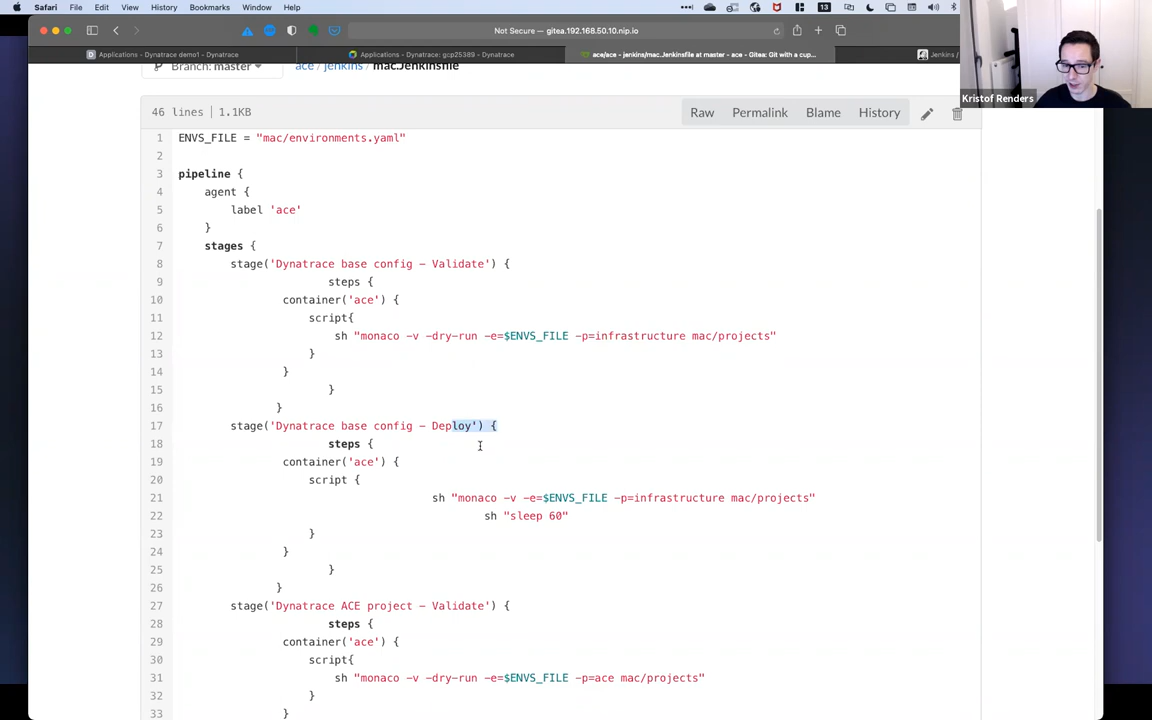 Safari File Edit View History Bookmarks Window Help
13
Not Secure — gitea.192.168.50.10.nip.io
Applications - Dynatrace demo1 - Dynatrace
Applications - Dynatrace: gcp25389 - Dynatrace
ace/ace - jenkins/mac.Jenkinsfile at master - ace - Gitea: Git with a cup...
Jenkins /
Kristof Renders
Branch: master
ace / jenkins / mac.Jenkinsfile
46 lines | 1.1KB
Raw Permalink Blame History
1 ENVS_FILE = "mac/environments.yaml"
2
3 pipeline {
4 agent {
5 label 'ace'
6 }
7 stages {
8 stage('Dynatrace base config - Validate') {
9 steps {
10 container('ace') {
11 script{
12 sh "monaco -v -dry-run -e=$ENVS_FILE -p=infrastructure mac/projects"
13 }
14 }
15 }
16 }
17 stage('Dynatrace base config - Deploy') {
18 steps {
19 container('ace') {
20 script {
21 sh "monaco -v -e=$ENVS_FILE -p=infrastructure mac/projects"
22 sh "sleep 60"
23 }
24 }
25 }
26 }
27 stage('Dynatrace ACE project - Validate') {
28 steps {
29 container('ace') {
30 script{
31 sh "monaco -v -dry-run -e=$ENVS_FILE -p=ace mac/projects"
32 }
33 }